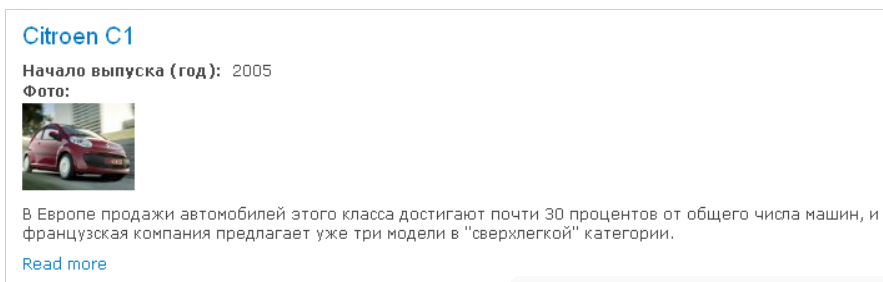 Citroen C1
Начало выпуска (год): 2005
Фото:
В Европе продажи автомобилей этого класса достигают почти 30 процентов от общего числа машин, и
французская компания предлагает уже три модели в "сверхлегкой" категории.
Read more